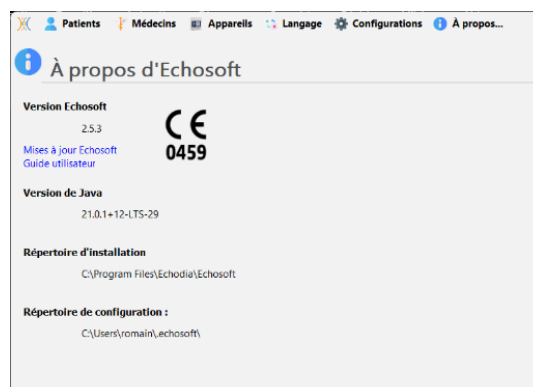 Patients Médecins Appareils Langage Configurations À propos...
À propos d'Echosoft
Version Echosoft
2.5.3
CE
0459
Mises à jour Echosoft
Guide utilisateur
Version de Java
21.0.1+12-LTS-29
Répertoire d'installation
C:\Program Files\Echodia\Echosoft
Répertoire de configuration :
C:\Users\romain\.echosoft\